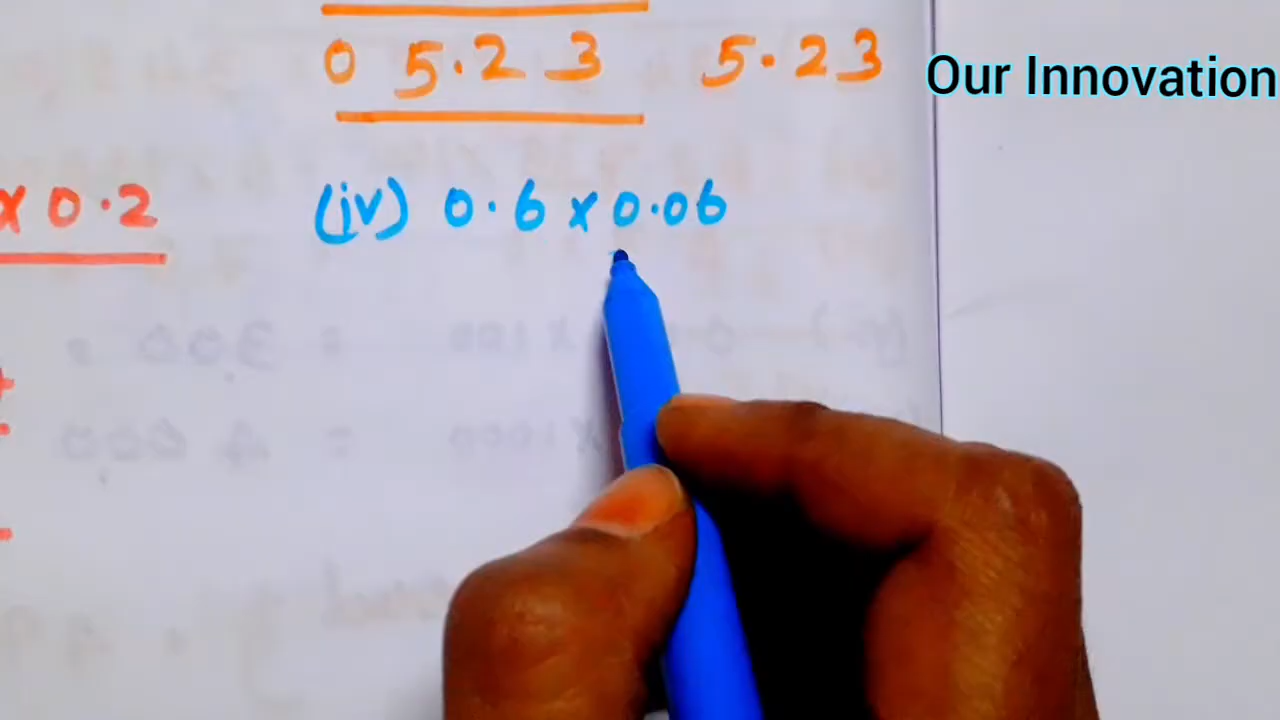 0 5.2 3 5.23
Our Innovation
x 0.2
(iv) 0.6 x 0.06